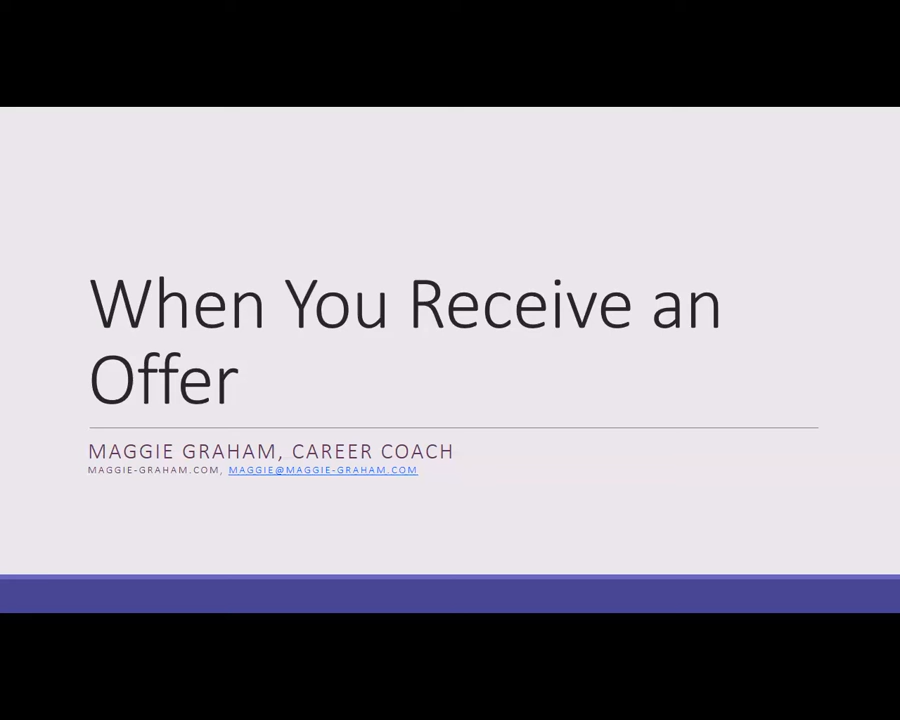 When You Receive an
Offer
MAGGIE GRAHAM, CAREER COACH
MAGGIE-GRAHAM.COM, MAGGIE@MAGGIE-GRAHAM.COM